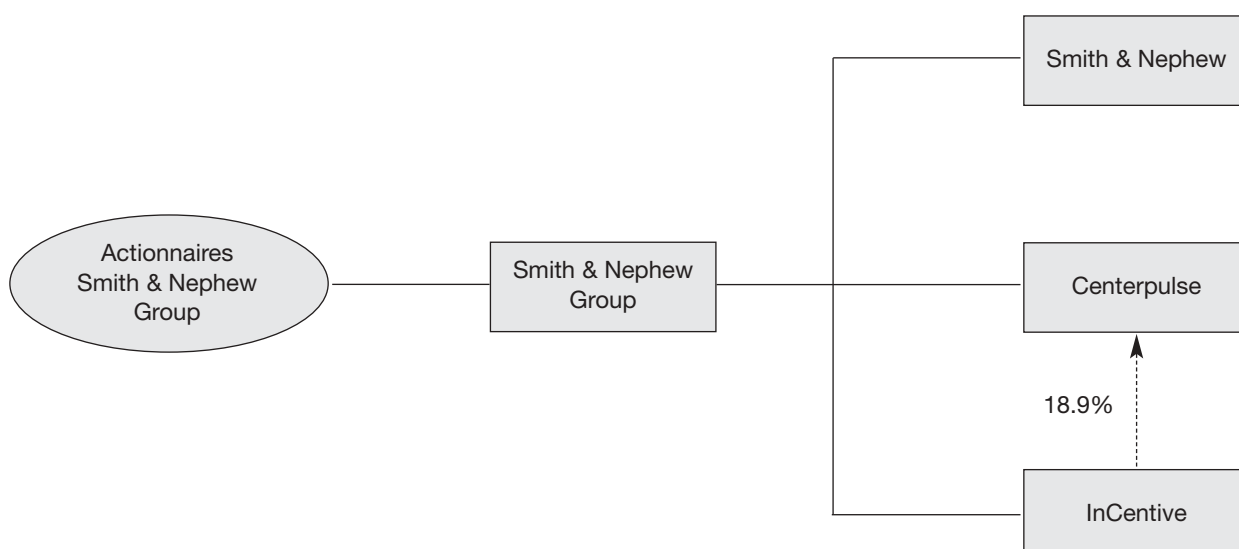 Smith & Nephew
Actionnaires
Smith & Nephew
Group
Smith & Nephew
Group
Centerpulse
18.9%
InCentive